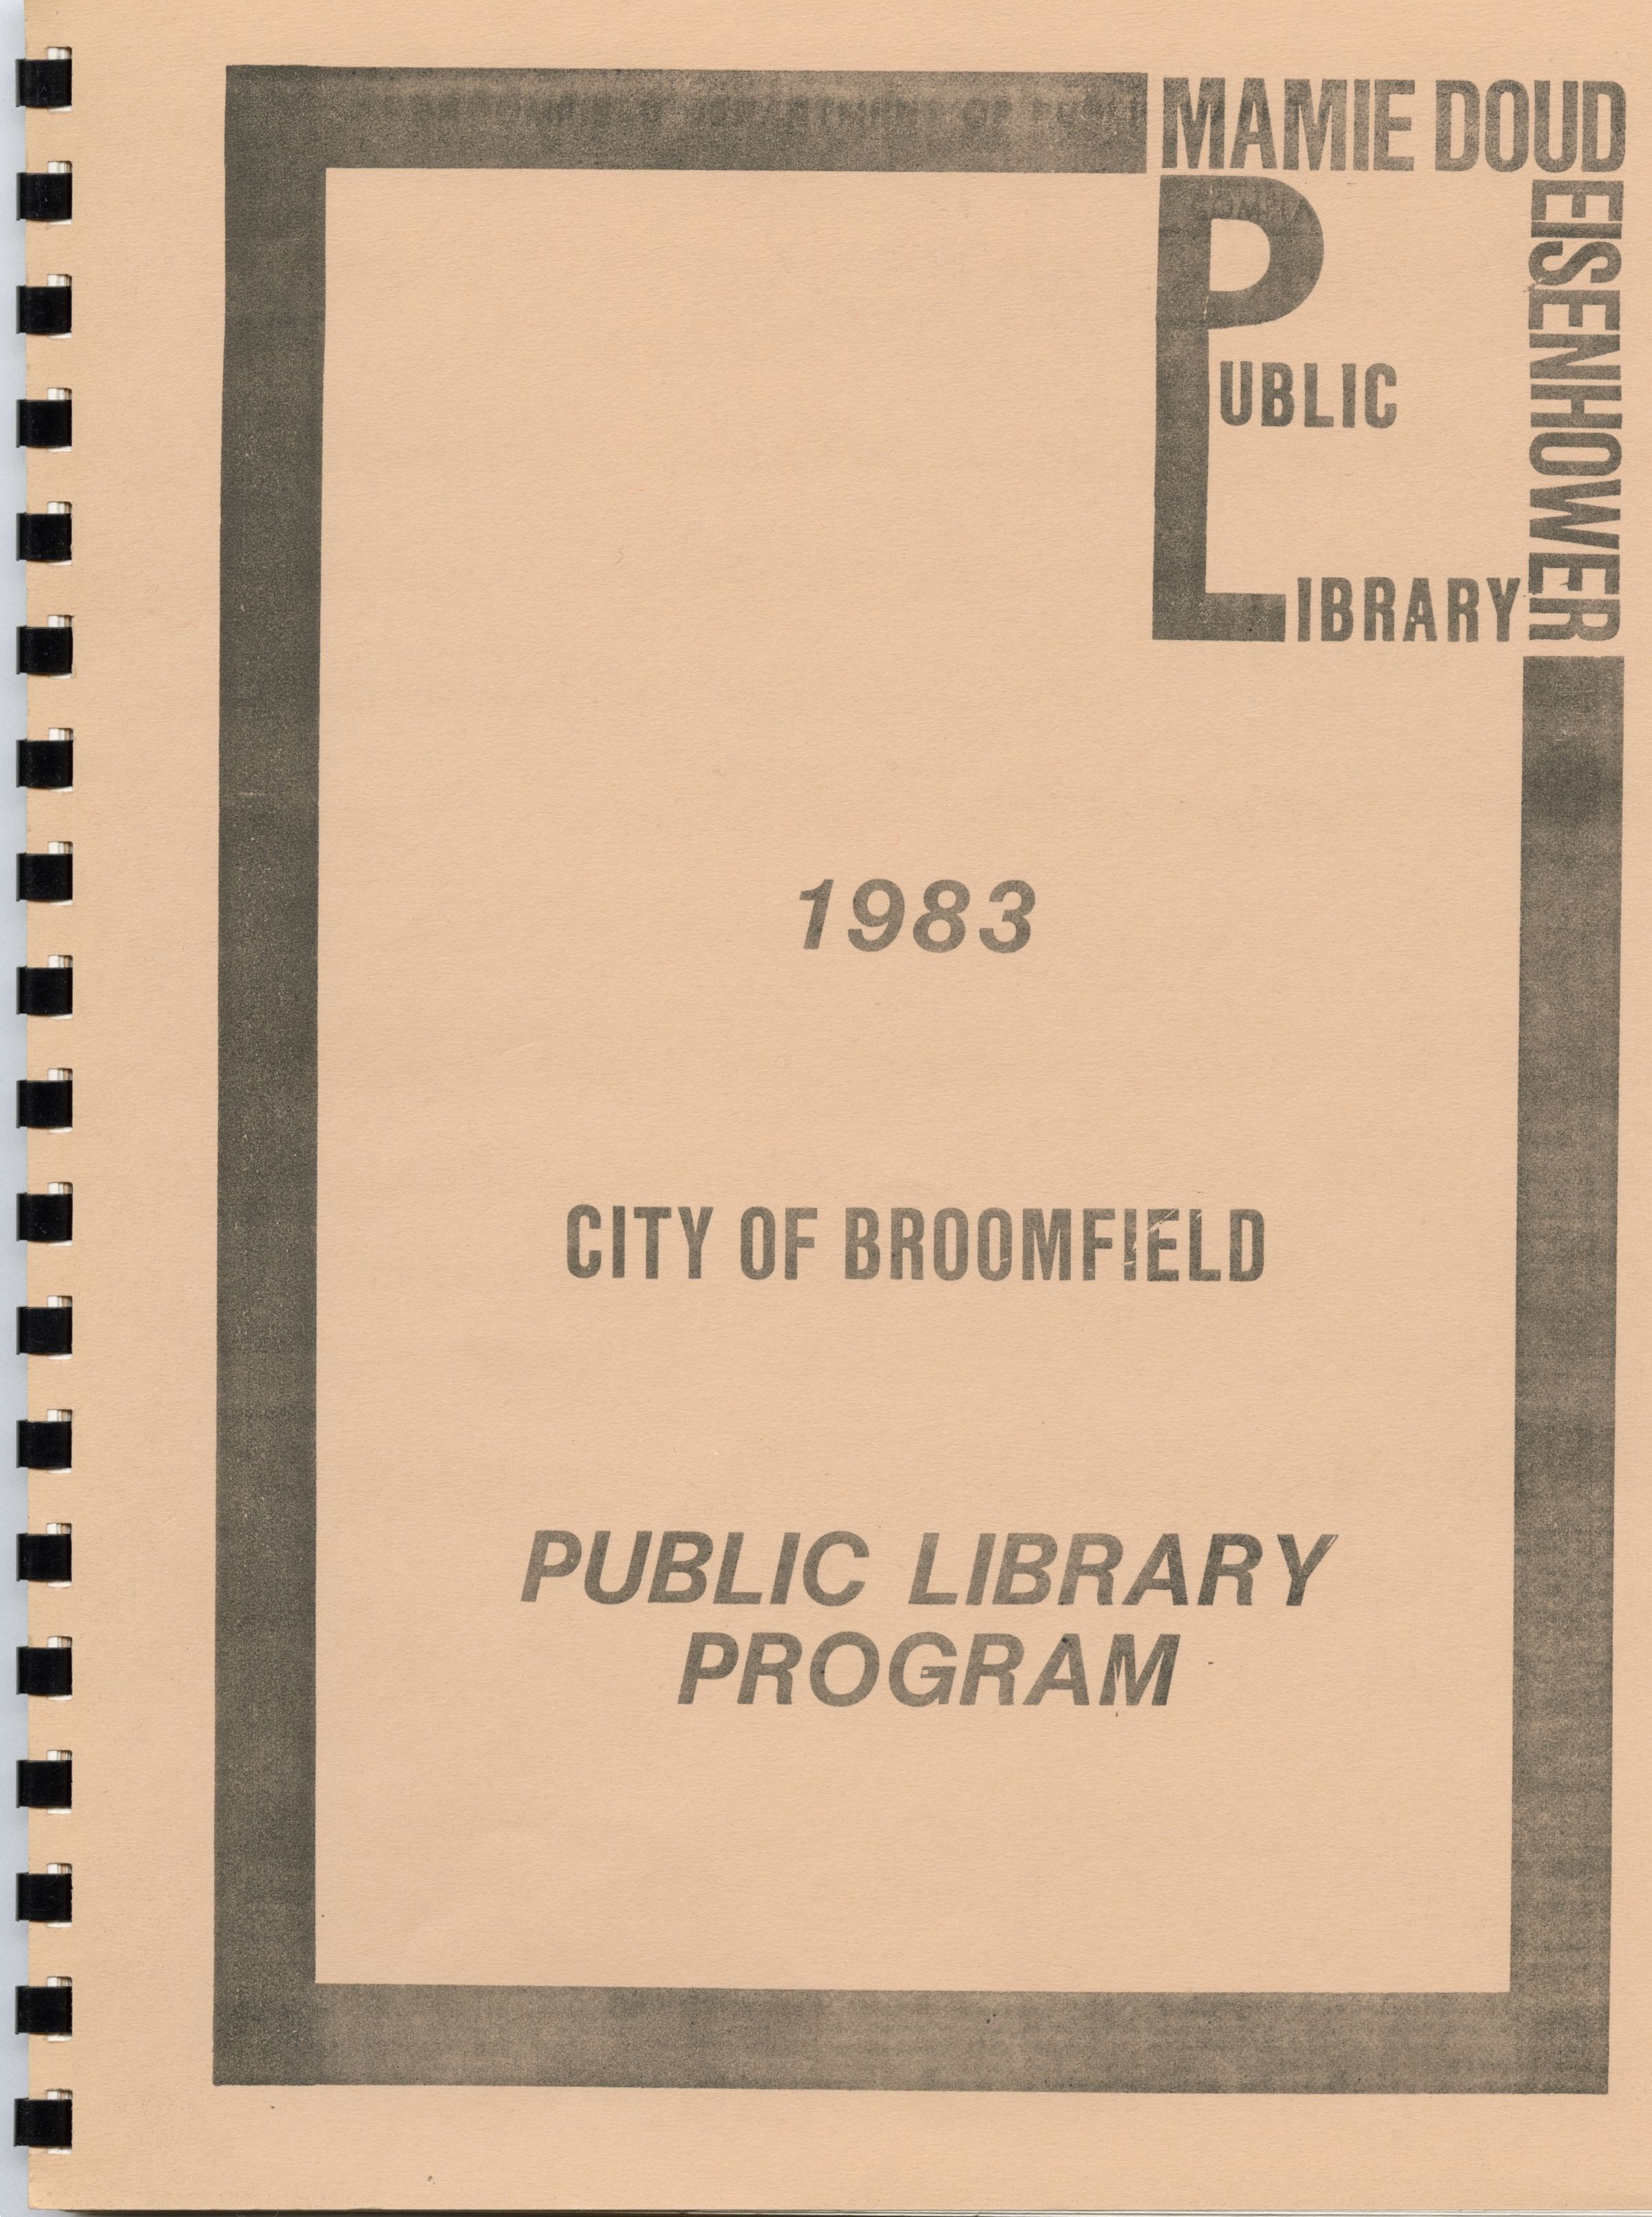 MAMIE DOUD
EISENHOWER
PUBLIC
LIBRARY
1983
CITY OF BROOMFIELD
PUBLIC LIBRARY
PROGRAM